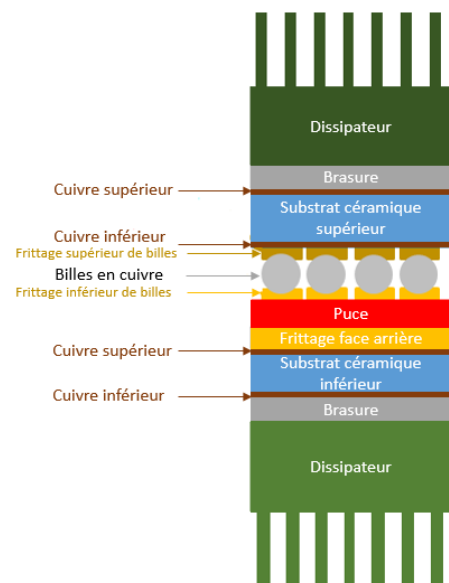 Dissipateur
Brasure
Cuivre supérieur
Substrat céramique
supérieur
Cuivre inférieur
Frittage supérieur de billes
Billes en cuivre
Frittage inférieur de billes
Puce
Frittage face arrière
Cuivre supérieur
Substrat céramique
inférieur
Cuivre inférieur
Brasure
Dissipateur